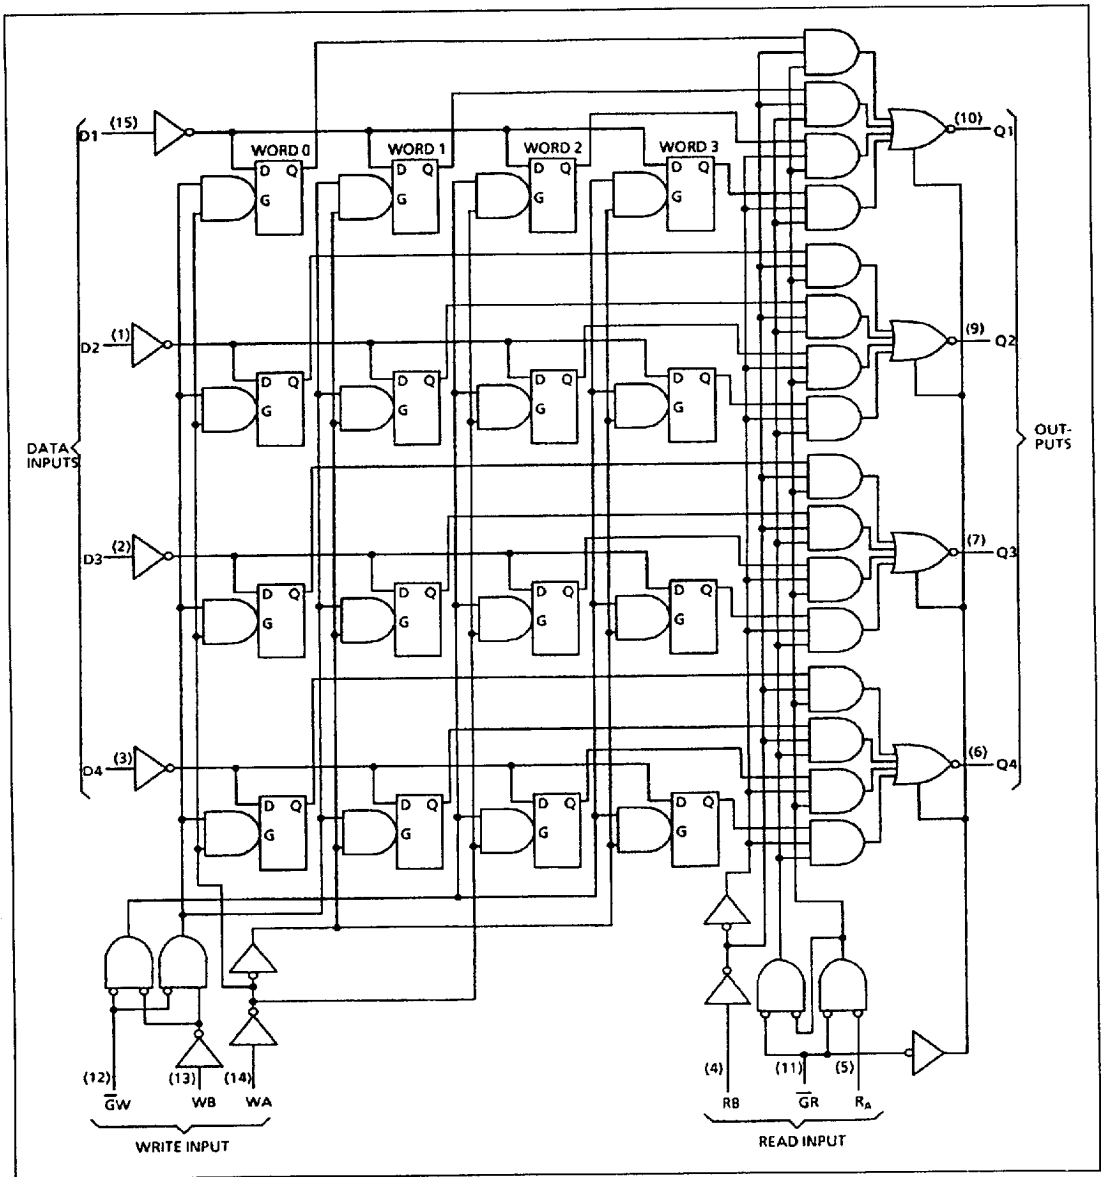 (15)
D1
WORD 0
WORD 1
WORD 2
WORD 3
D Q
G
D Q
G
D Q
G
D Q
G
(10)
Q1
(1)
D2
D Q
G
D Q
G
D Q
G
D Q
G
(9)
Q2
DATA
INPUTS
OUT-
PUTS
(2)
D3
D Q
G
D Q
G
D Q
G
D Q
G
(7)
Q3
(3)
D4
D Q
G
D Q
G
D Q
G
D Q
G
(6)
Q4
(12)
(13)
(14)
G̅W
WB
WA
WRITE INPUT
(4)
(11)
(5)
RB
G̅R
RA
READ INPUT